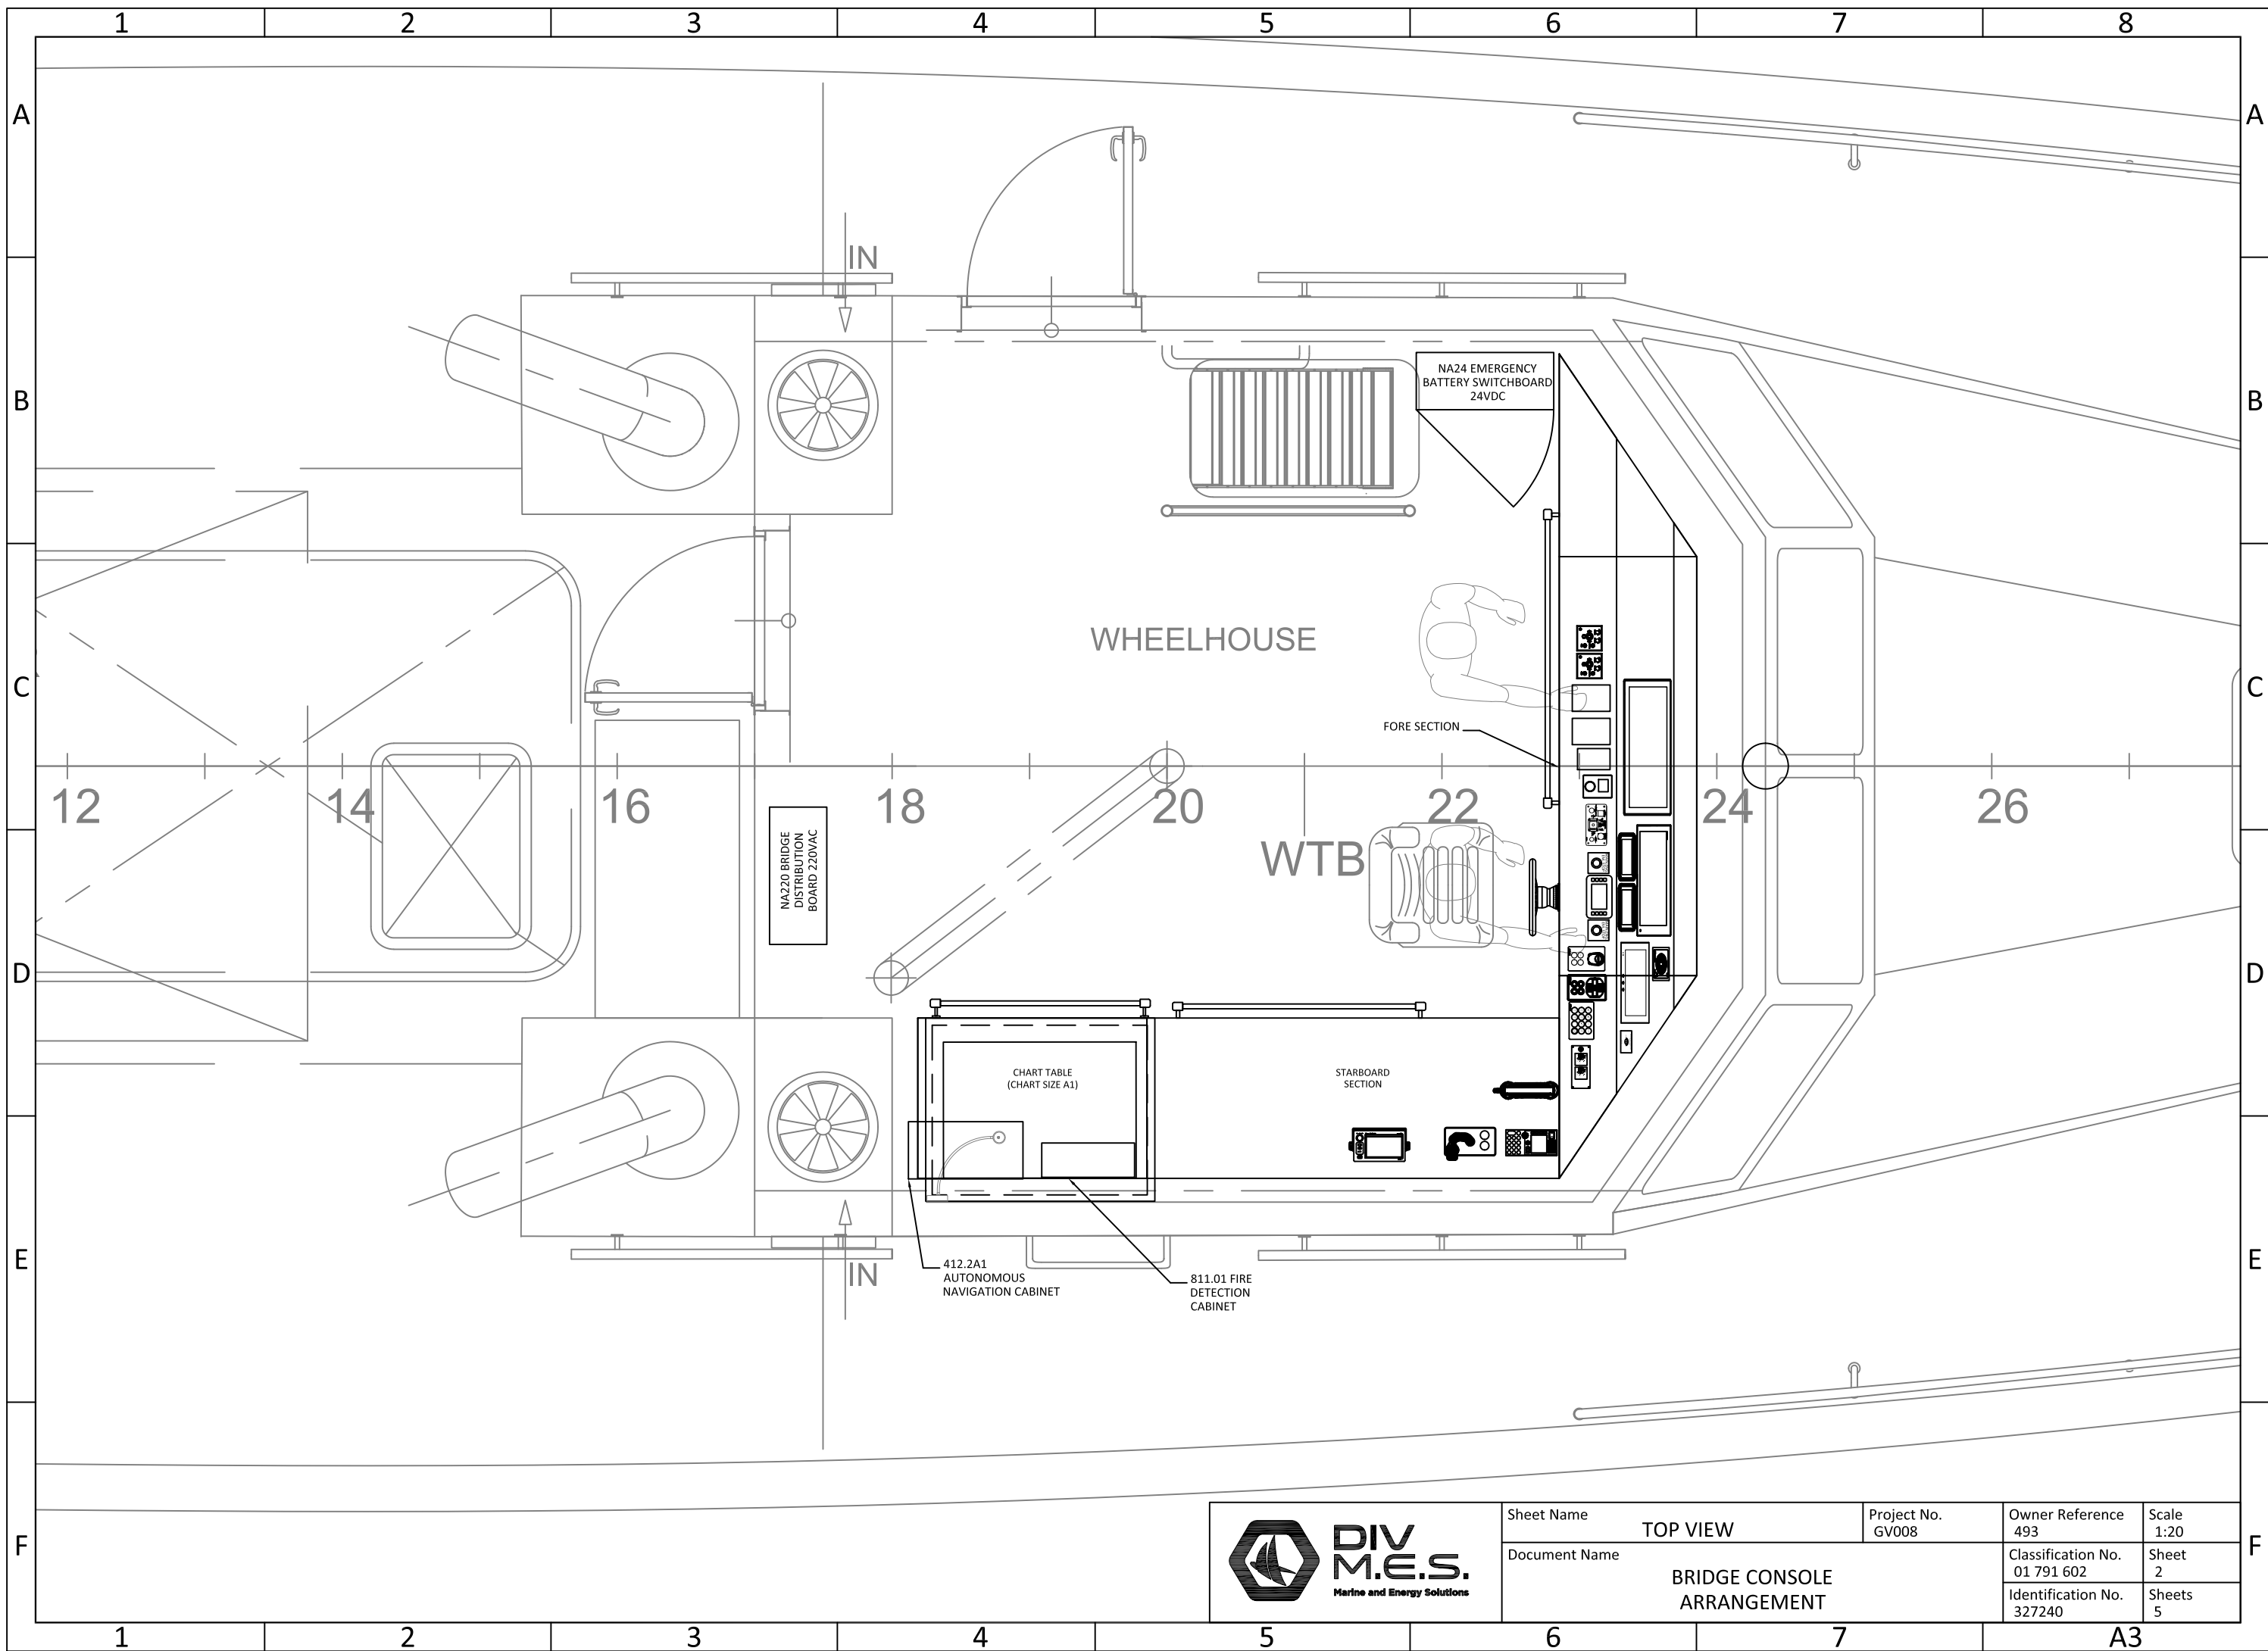 1 2 3 4 5 6 7 8
A A
IN
B B
NA24 EMERGENCY
BATTERY SWITCHBOARD
24VDC
WHEELHOUSE
C C
FORE SECTION
12 14 16 18 20 22 24 26
NA220 BRIDGE
DISTRIBUTION
BOARD 220VAC
WTB
D D
CHART TABLE
(CHART SIZE A1)
STARBOARD
SECTION
E E
IN
412.2A1
AUTONOMOUS
NAVIGATION CABINET
811.01 FIRE
DETECTION
CABINET
F F
DIV
M.E.S.
Marine and Energy Solutions
Sheet Name
TOP VIEW
Project No.
GV008
Owner Reference
493
Scale
1:20
Document Name
BRIDGE CONSOLE
ARRANGEMENT
Classification No.
01 791 602
Sheet
2
Identification No.
327240
Sheets
5
1 2 3 4 5 6 7 A3